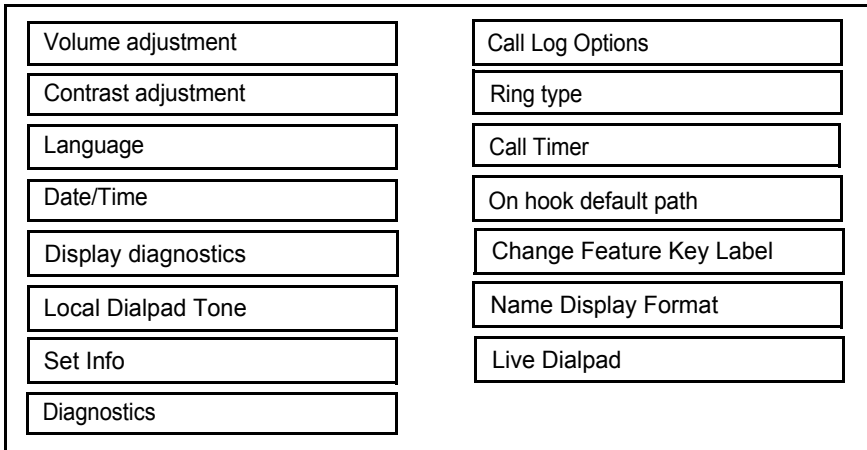 Volume adjustment
Contrast adjustment
Language
Date/Time
Display diagnostics
Local Dialpad Tone
Set Info
Diagnostics
Call Log Options
Ring type
Call Timer
On hook default path
Change Feature Key Label
Name Display Format
Live Dialpad